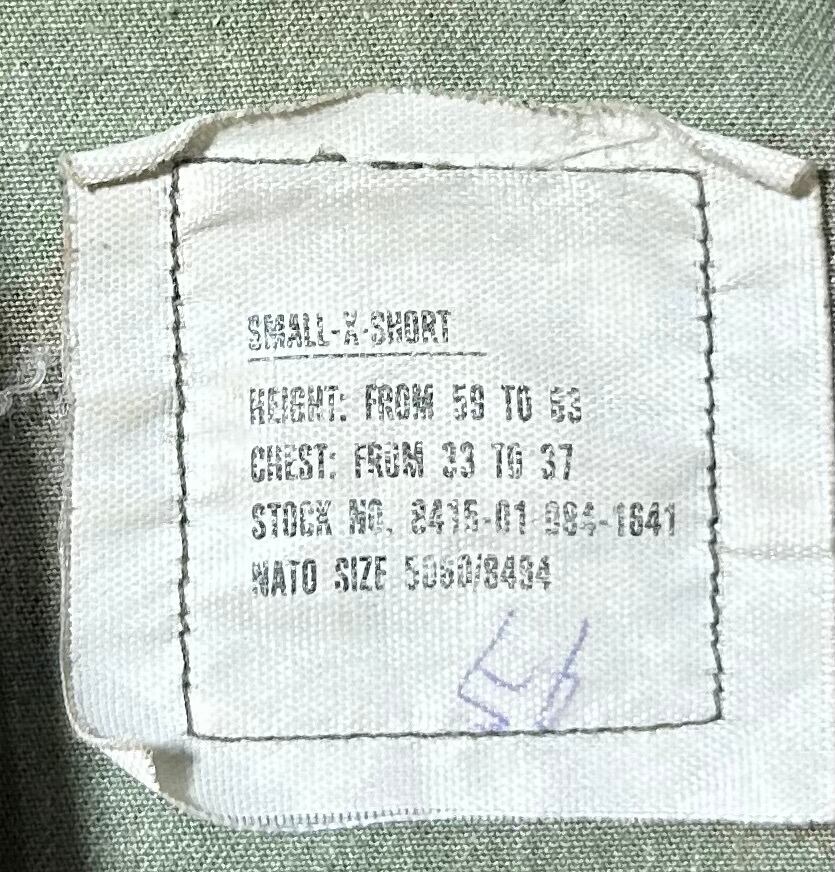 SMALL-X-SHORT
HEIGHT: FROM 59 TO 63
CHEST: FROM 33 TO 37
STOCK NO. 8415-01-084-1641
NATO SIZE 5060/8494